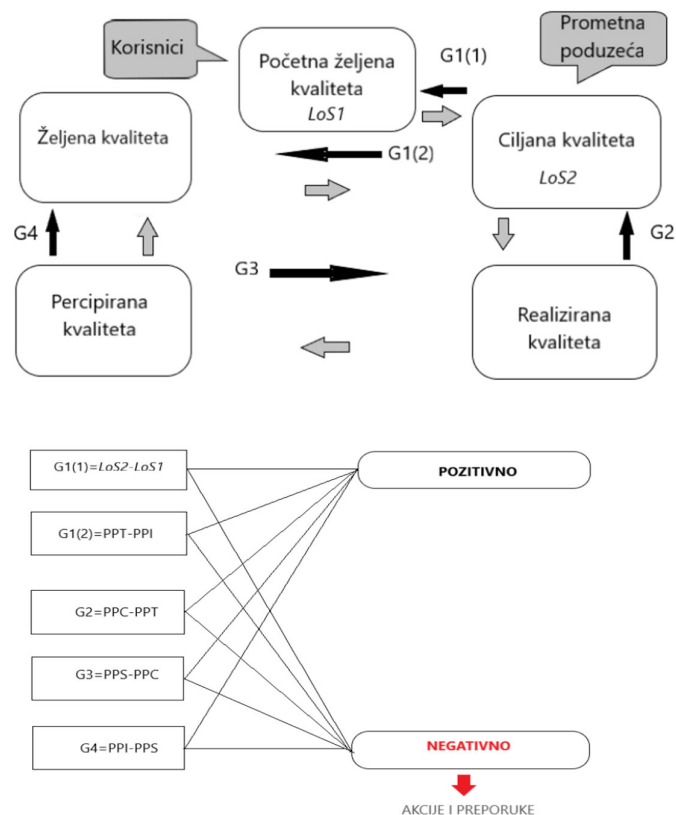 Korisnici
Početna željena
kvaliteta
LoS1
G1(1)
Prometna
poduzeća
Željena kvaliteta
G1(2)
Ciljana kvaliteta
LoS2
G4
G3
G2
Percipirana
kvaliteta
Realizirana
kvaliteta
G1(1)=LoS2-LoS1
POZITIVNO
G1(2)=PPT-PPI
G2=PPC-PPT
G3=PPS-PPC
G4=PPI-PPS
NEGATIVNO
AKCIJE I PREPORUKE